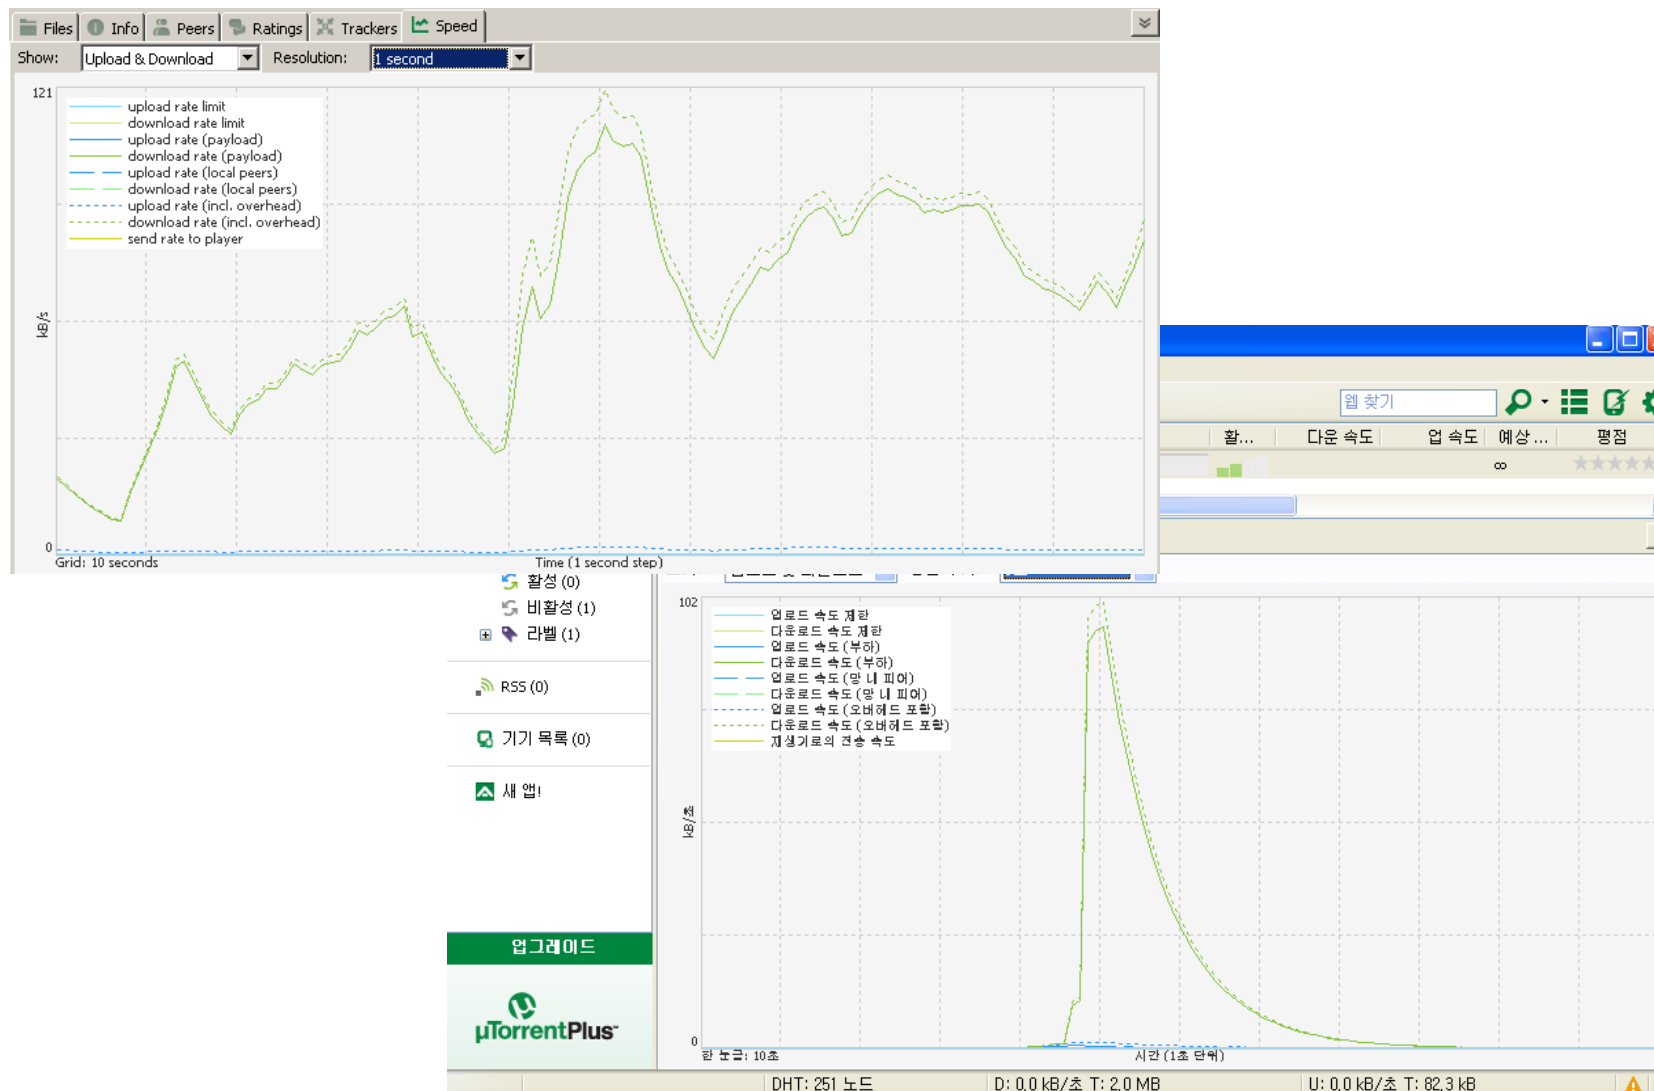 Files Info Peers Ratings Trackers Speed
Show: Upload & Download Resolution: 1 second
121
upload rate limit
download rate limit
upload rate (payload)
download rate (payload)
upload rate (local peers)
download rate (local peers)
upload rate (incl. overhead)
download rate (incl. overhead)
send rate to player
kB/s
0
Grid: 10 seconds Time (1 second step)
웹 찾기
활... 다운 속도 업 속도 예상 ... 평점
∞
활성 (0)
비활성 (1)
라벨 (1)
RSS (0)
기기 목록 (0)
새 앱!
업그레이드
µTorrentPlus
102
업로드 속도 제한
다운로드 속도 제한
업로드 속도 (부하)
다운로드 속도 (부하)
업로드 속도 (망 내 피어)
다운로드 속도 (망 내 피어)
업로드 속도 (오버헤드 포함)
다운로드 속도 (오버헤드 포함)
재생기로의 전송 속도
kB/초
0
한 눈금: 10초 시간 (1초 단위)
DHT: 251 노드 D: 0.0 kB/초 T: 2.0 MB U: 0.0 kB/초 T: 82.3 kB